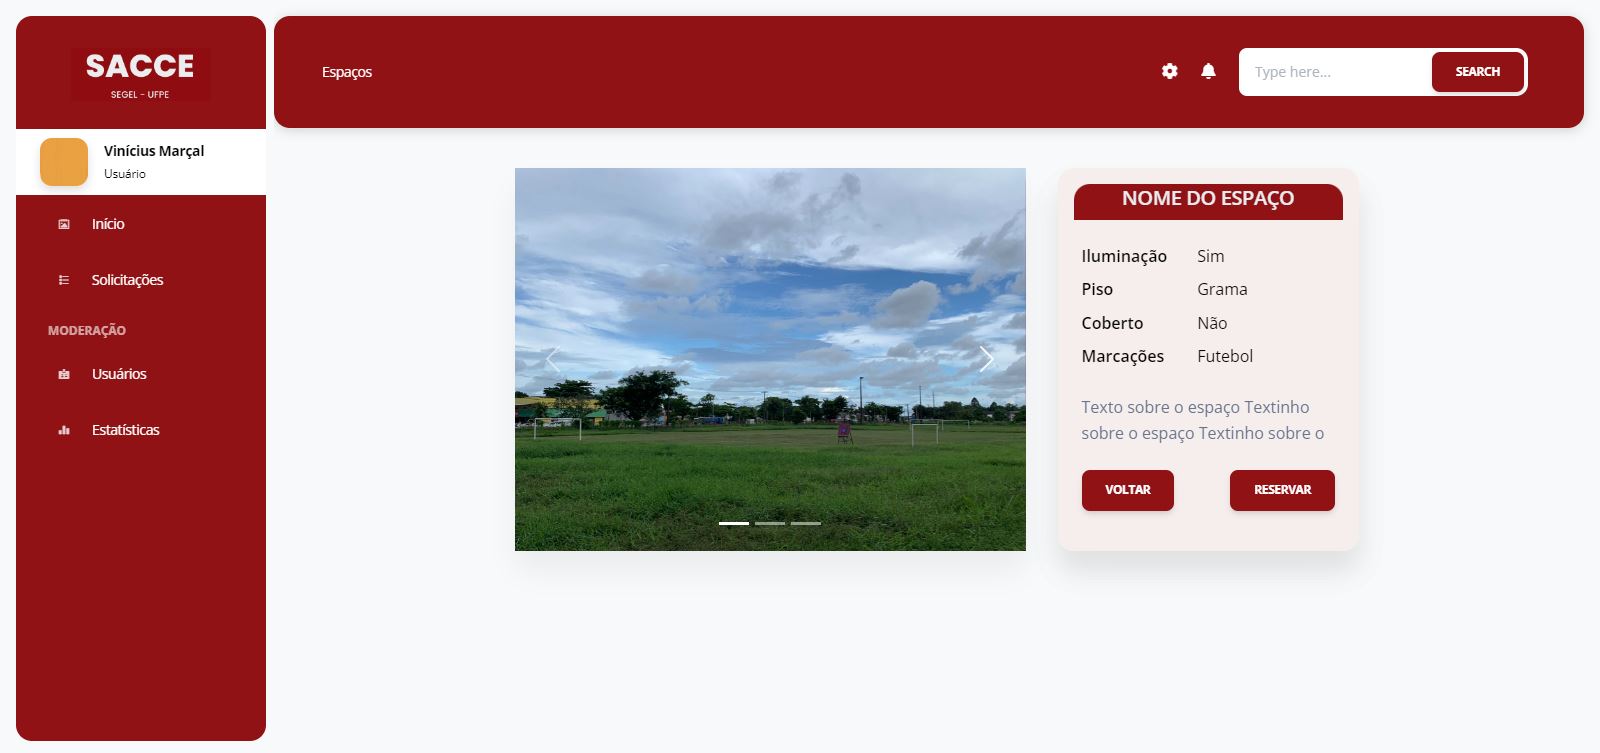 SACCE
SEGEL - UFPE
Vinícius Marçal
Usuário
Início
Solicitações
MODERAÇÃO
Usuários
Estatísticas
Espaços
Type here...
SEARCH
NOME DO ESPAÇO
Iluminação Sim
Piso Grama
Coberto Não
Marcações Futebol
Texto sobre o espaço Textinho
sobre o espaço Textinho sobre o
VOLTAR
RESERVAR